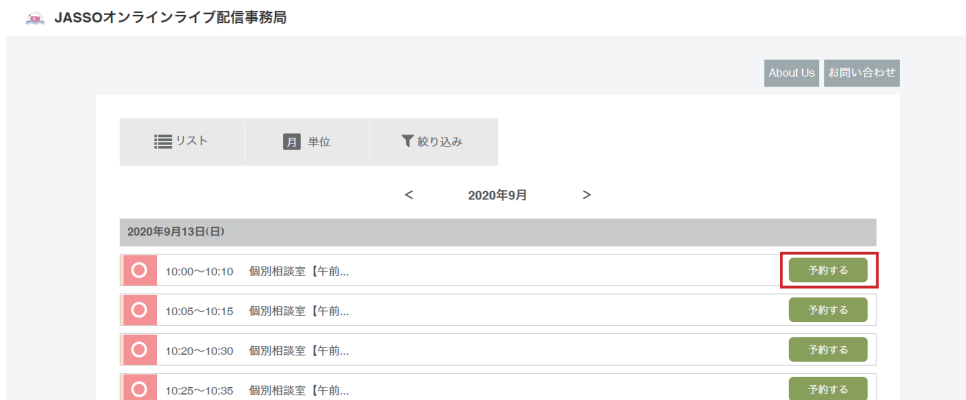 JASSOオンラインライブ配信事務局
About Us お問い合わせ
リスト 月 単位 絞り込み
< 2020年9月 >
2020年9月13日(日)
10:00〜10:10 個別相談室【午前... 予約する
10:05〜10:15 個別相談室【午前... 予約する
10:20〜10:30 個別相談室【午前... 予約する
10:25〜10:35 個別相談室【午前... 予約する